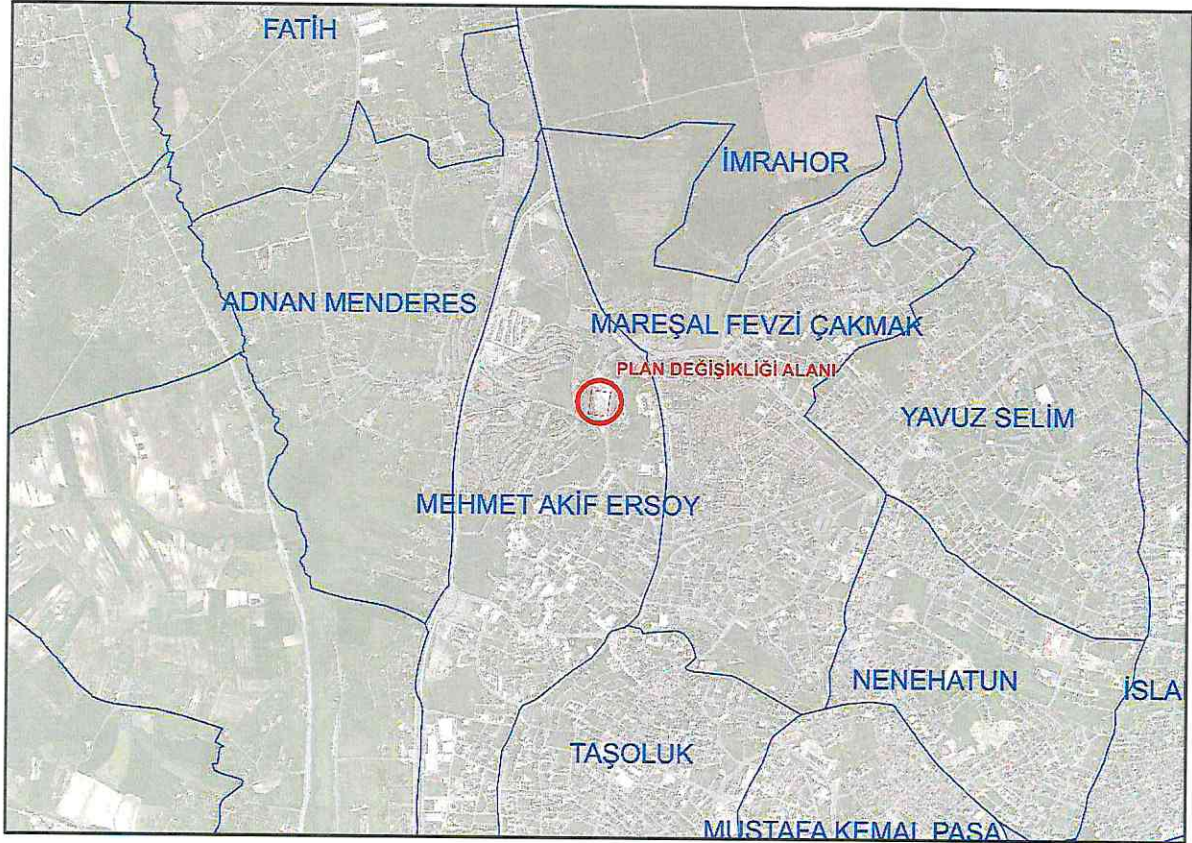 FATİH
İMRAHOR
ADNAN MENDERES
MAREŞAL FEVZİ ÇAKMAK
PLAN DEĞİŞİKLİĞİ ALANI
YAVUZ SELİM
MEHMET AKİF ERSOY
NENEHATUN
İSLA
TAŞOLUK
MUSTAFA KEMAL PAŞA